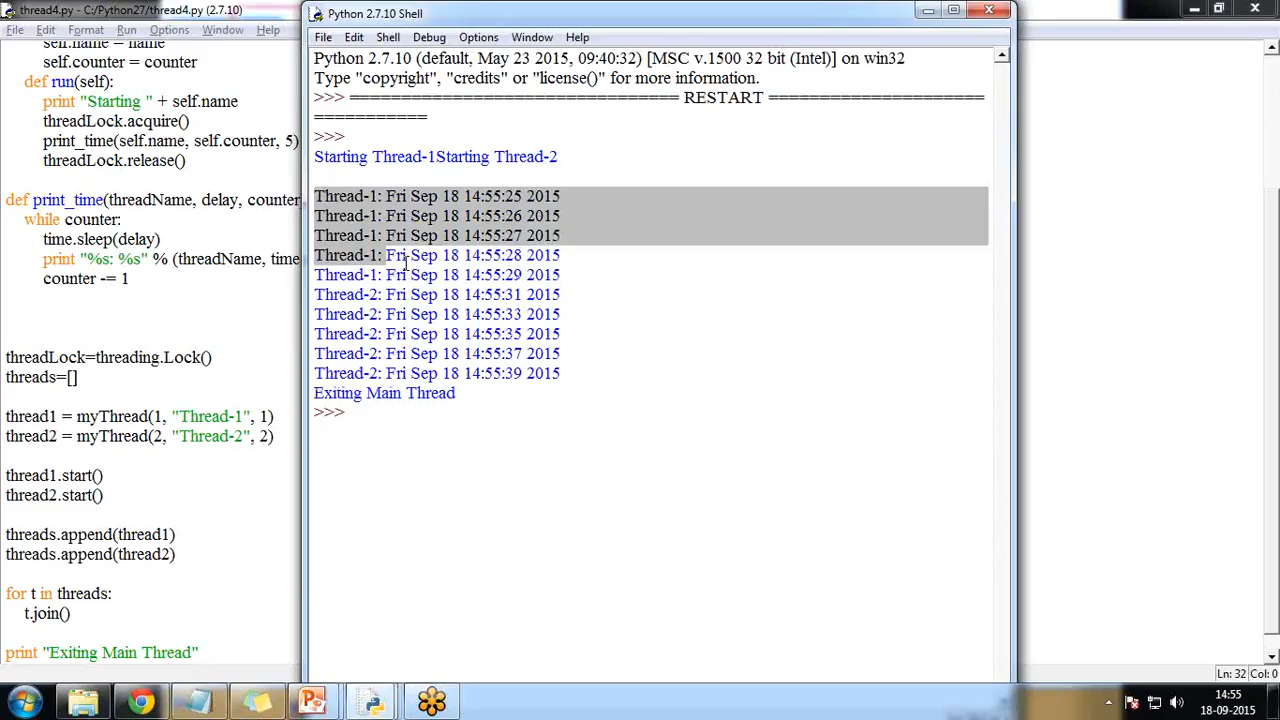 thread4.py - C:/Python27/thread4.py (2.7.10)
File Edit Format Run Options Window Help
self.name = name
self.counter = counter
def run(self):
print "Starting " + self.name
threadLock.acquire()
print_time(self.name, self.counter, 5)
threadLock.release()
def print_time(threadName, delay, counter
while counter:
time.sleep(delay)
print "%s: %s" % (threadName, time
counter -= 1
threadLock=threading.Lock()
threads=[]
thread1 = myThread(1, "Thread-1", 1)
thread2 = myThread(2, "Thread-2", 2)
thread1.start()
thread2.start()
threads.append(thread1)
threads.append(thread2)
for t in threads:
t.join()
print "Exiting Main Thread"
Python 2.7.10 Shell
File Edit Shell Debug Options Window Help
Python 2.7.10 (default, May 23 2015, 09:40:32) [MSC v.1500 32 bit (Intel)] on win32
Type "copyright", "credits" or "license()" for more information.
>>> ================================ RESTART =====================
===========
>>>
Starting Thread-1Starting Thread-2
Thread-1: Fri Sep 18 14:55:25 2015
Thread-1: Fri Sep 18 14:55:26 2015
Thread-1: Fri Sep 18 14:55:27 2015
Thread-1: Fri Sep 18 14:55:28 2015
Thread-1: Fri Sep 18 14:55:29 2015
Thread-2: Fri Sep 18 14:55:31 2015
Thread-2: Fri Sep 18 14:55:33 2015
Thread-2: Fri Sep 18 14:55:35 2015
Thread-2: Fri Sep 18 14:55:37 2015
Thread-2: Fri Sep 18 14:55:39 2015
Exiting Main Thread
>>>
Ln: 32 Col: 0
14:55
18-09-2015